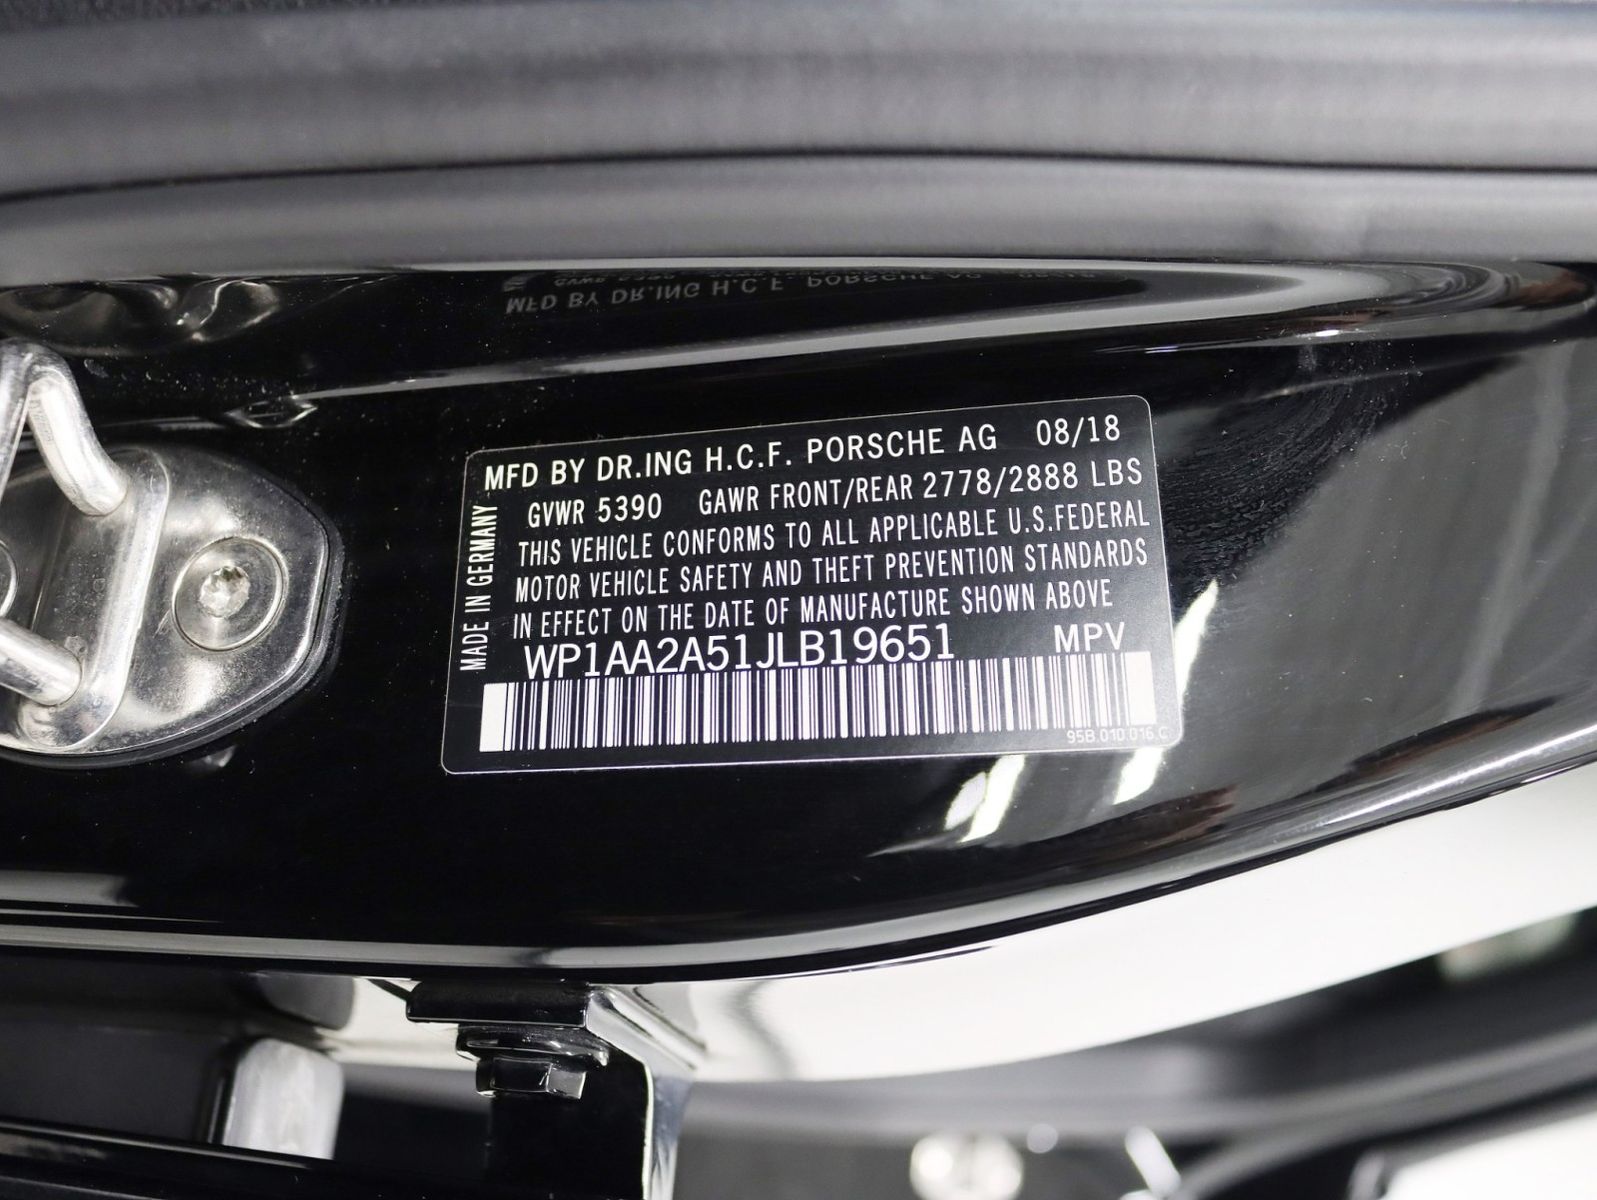 MFD BY DR.ING H.C.F. PORSCHE AG 08/18
GVWR 5390 GAWR FRONT/REAR 2778/2888 LBS
THIS VEHICLE CONFORMS TO ALL APPLICABLE U.S.FEDERAL
MOTOR VEHICLE SAFETY AND THEFT PREVENTION STANDARDS
IN EFFECT ON THE DATE OF MANUFACTURE SHOWN ABOVE
WP1AA2A51JLB19651 MPV
95B.010.016.C
MADE IN GERMANY